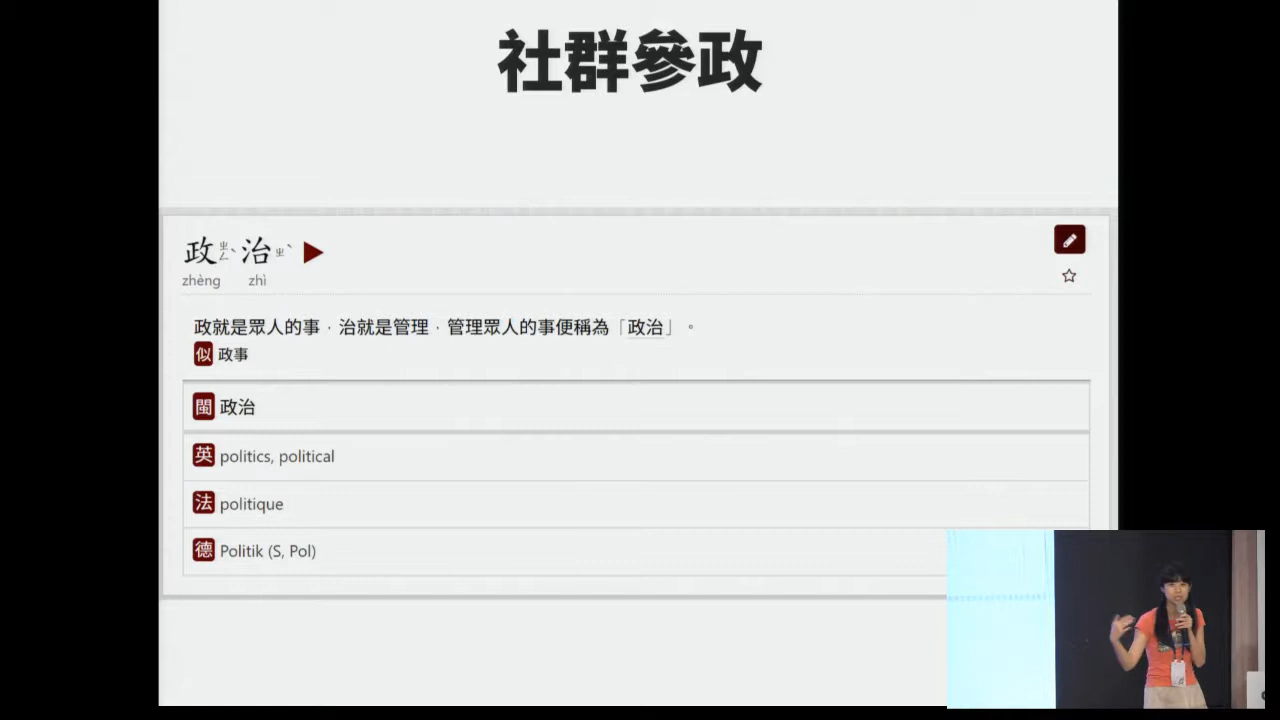 社群參政
政ㄓㄥˋ治ㄓˋ
zhèng zhì
政就是眾人的事，治就是管理，管理眾人的事便稱為「政治」。
似 政事
閩 政治
英 politics, political
法 politique
德 Politik (S, Pol)